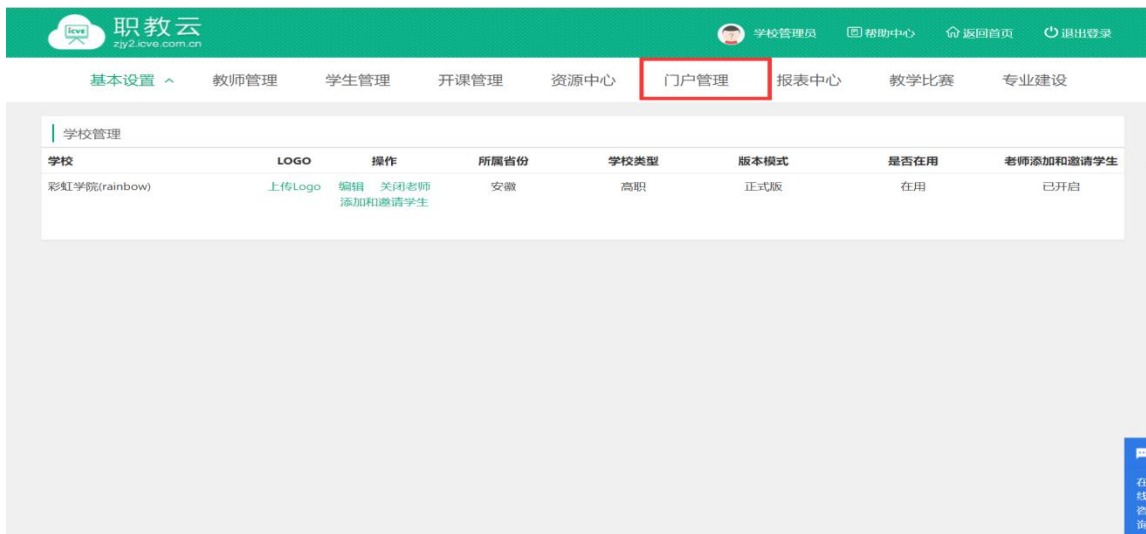 icve 职教云
zjy2.icve.com.cn
学校管理员 帮助中心 返回首页 退出登录
基本设置 教师管理 学生管理 开课管理 资源中心 门户管理 报表中心 教学比赛 专业建设
学校管理
学校 LOGO 操作 所属省份 学校类型 版本模式 是否在用 老师添加和邀请学生
彩虹学院(rainbow) 上传Logo 编辑 关闭老师 安徽 高职 正式版 在用 已开启
添加和邀请学生
在
线
咨
询